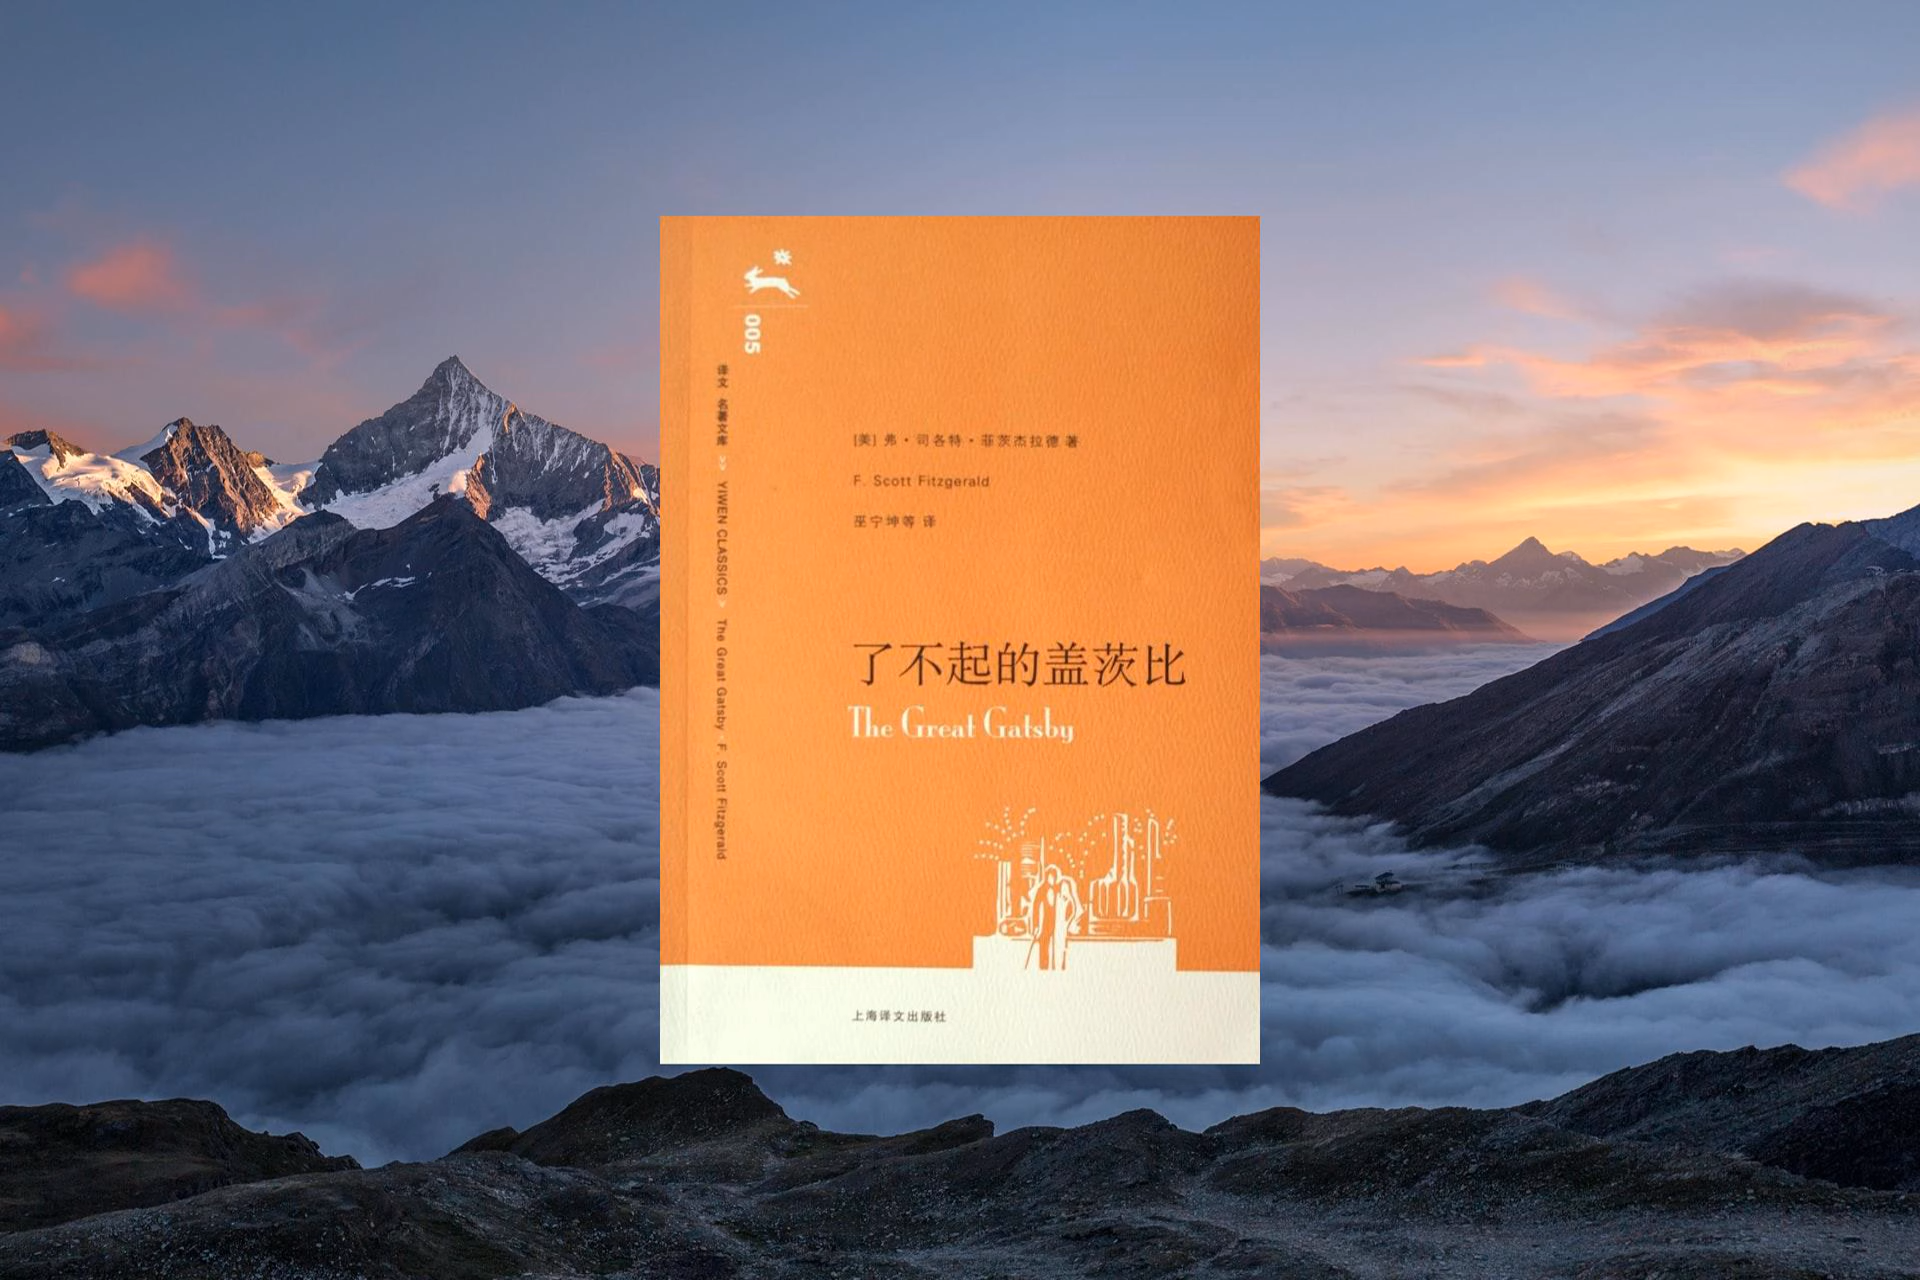 005
译文 名著文库 >> YIWEN CLASSICS > The Great Gatsby · F. Scott Fitzgerald
[美] 弗·司各特·菲茨杰拉德 著
F. Scott Fitzgerald
巫宁坤等 译
了不起的盖茨比
The Great Gatsby
上海译文出版社